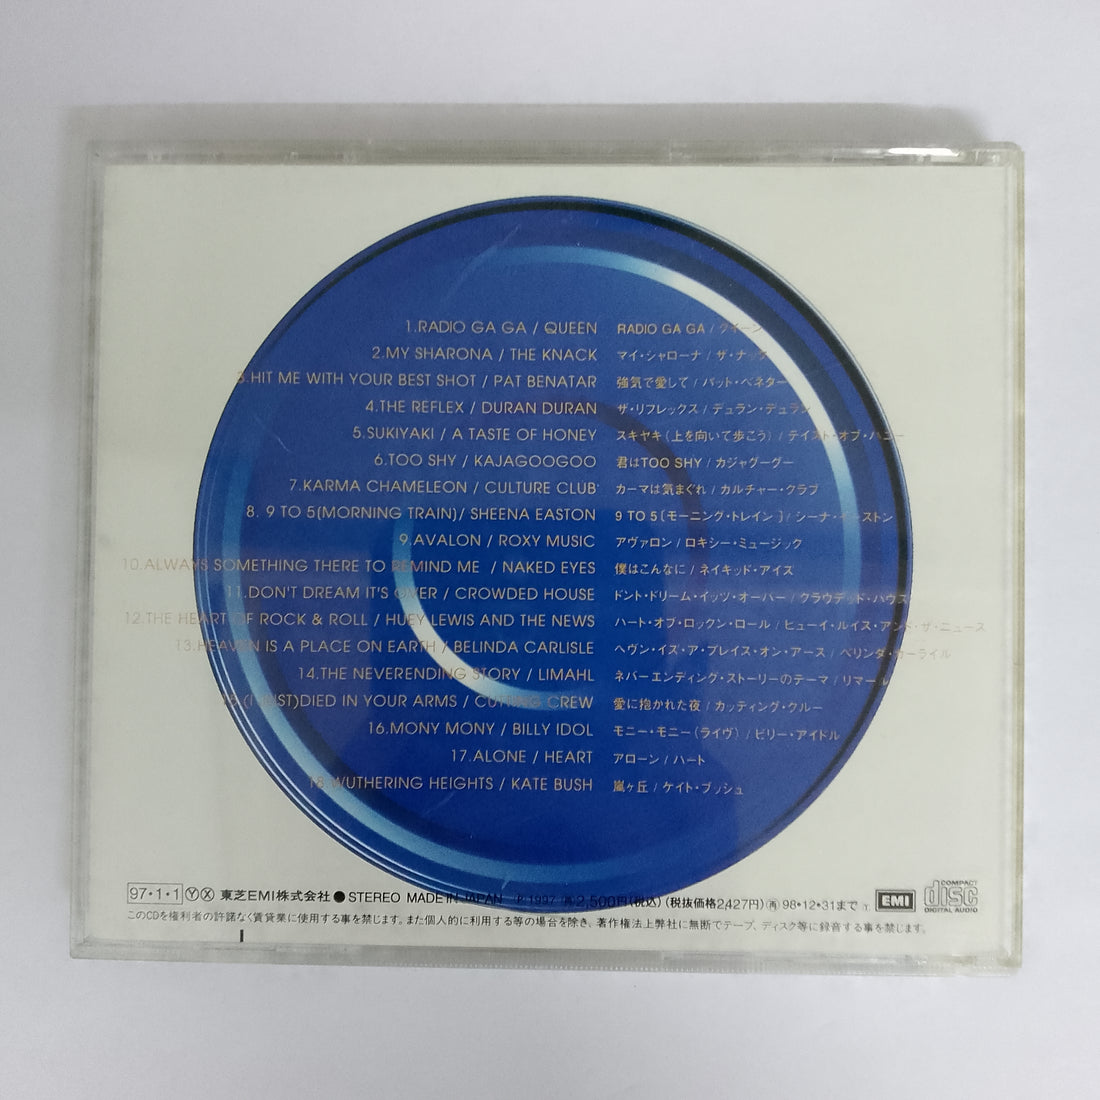 1.RADIO GA GA / QUEEN RADIO GA GA / クイーン
2.MY SHARONA / THE KNACK マイ・シャローナ / ザ・ナック
3.HIT ME WITH YOUR BEST SHOT / PAT BENATAR 強気で愛して / パット・ベネター
4.THE REFLEX / DURAN DURAN ザ・リフレックス / デュラン・デュラン
5.SUKIYAKI / A TASTE OF HONEY スキヤキ(上を向いて歩こう) / テイスト・オブ・ハニー
6.TOO SHY / KAJAGOOGOO 君はTOO SHY / カジャグーグー
7.KARMA CHAMELEON / CULTURE CLUB カーマは気まぐれ / カルチャー・クラブ
8. 9 TO 5(MORNING TRAIN)/ SHEENA EASTON 9 TO 5[モーニング・トレイン]/ シーナ・イーストン
9.AVALON / ROXY MUSIC アヴァロン / ロキシー・ミュージック
10.ALWAYS SOMETHING THERE TO REMIND ME / NAKED EYES 僕はこんなに / ネイキッド・アイズ
11.DON'T DREAM IT'S OVER / CROWDED HOUSE ドント・ドリーム・イッツ・オーバー / クラウデッド・ハウス
12.THE HEART OF ROCK & ROLL / HUEY LEWIS AND THE NEWS ハート・オブ・ロックン・ロール / ヒューイ・ルイス・アンド・ザ・ニュース
13.HEAVEN IS A PLACE ON EARTH / BELINDA CARLISLE ヘヴン・イズ・ア・プレイス・オン・アース / ベリンダ・カーライル
14.THE NEVERENDING STORY / LIMAHL ネバーエンディング・ストーリーのテーマ / リマール
15.(I JUST)DIED IN YOUR ARMS / CUTTING CREW 愛に抱かれた夜 / カッティング・クルー
16.MONY MONY / BILLY IDOL モニー・モニー(ライヴ) / ビリー・アイドル
17.ALONE / HEART アローン / ハート
18.WUTHERING HEIGHTS / KATE BUSH 嵐ヶ丘 / ケイト・ブッシュ
97・1・1 Ⓨ Ⓧ 東芝EMI株式会社●STEREO MADE IN JAPAN Ⓟ 1997 ㊢2,500円(税込) (税抜価格2,427円) ㊢98・12・31まで EMI COMPACT disc DIGITAL AUDIO
このCDを権利者の許諾なく賃貸業に使用する事を禁じます。また個人的に利用する等の場合を除き、著作権法上弊社に無断でテープ、ディスク等に録音する事を禁じます。